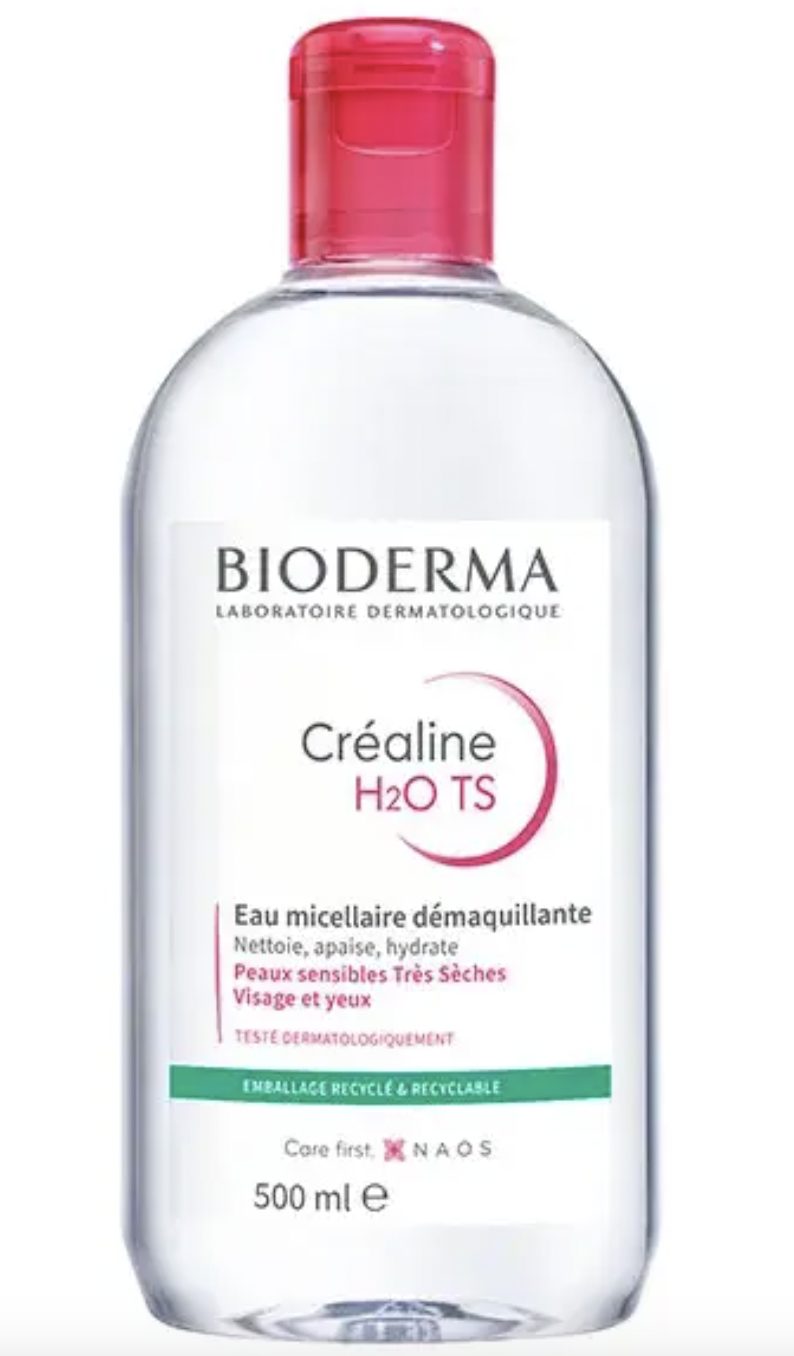 BIODERMA
LABORATOIRE DERMATOLOGIQUE
Créaline
H2O TS
Eau micellaire démaquillante
Nettoie, apaise, hydrate
Peaux sensibles Très Sèches
Visage et yeux
TESTÉ DERMATOLOGIQUEMENT
EMBALLAGE RECYCLÉ & RECYCLABLE
Care first. NAOS
500 ml ℮